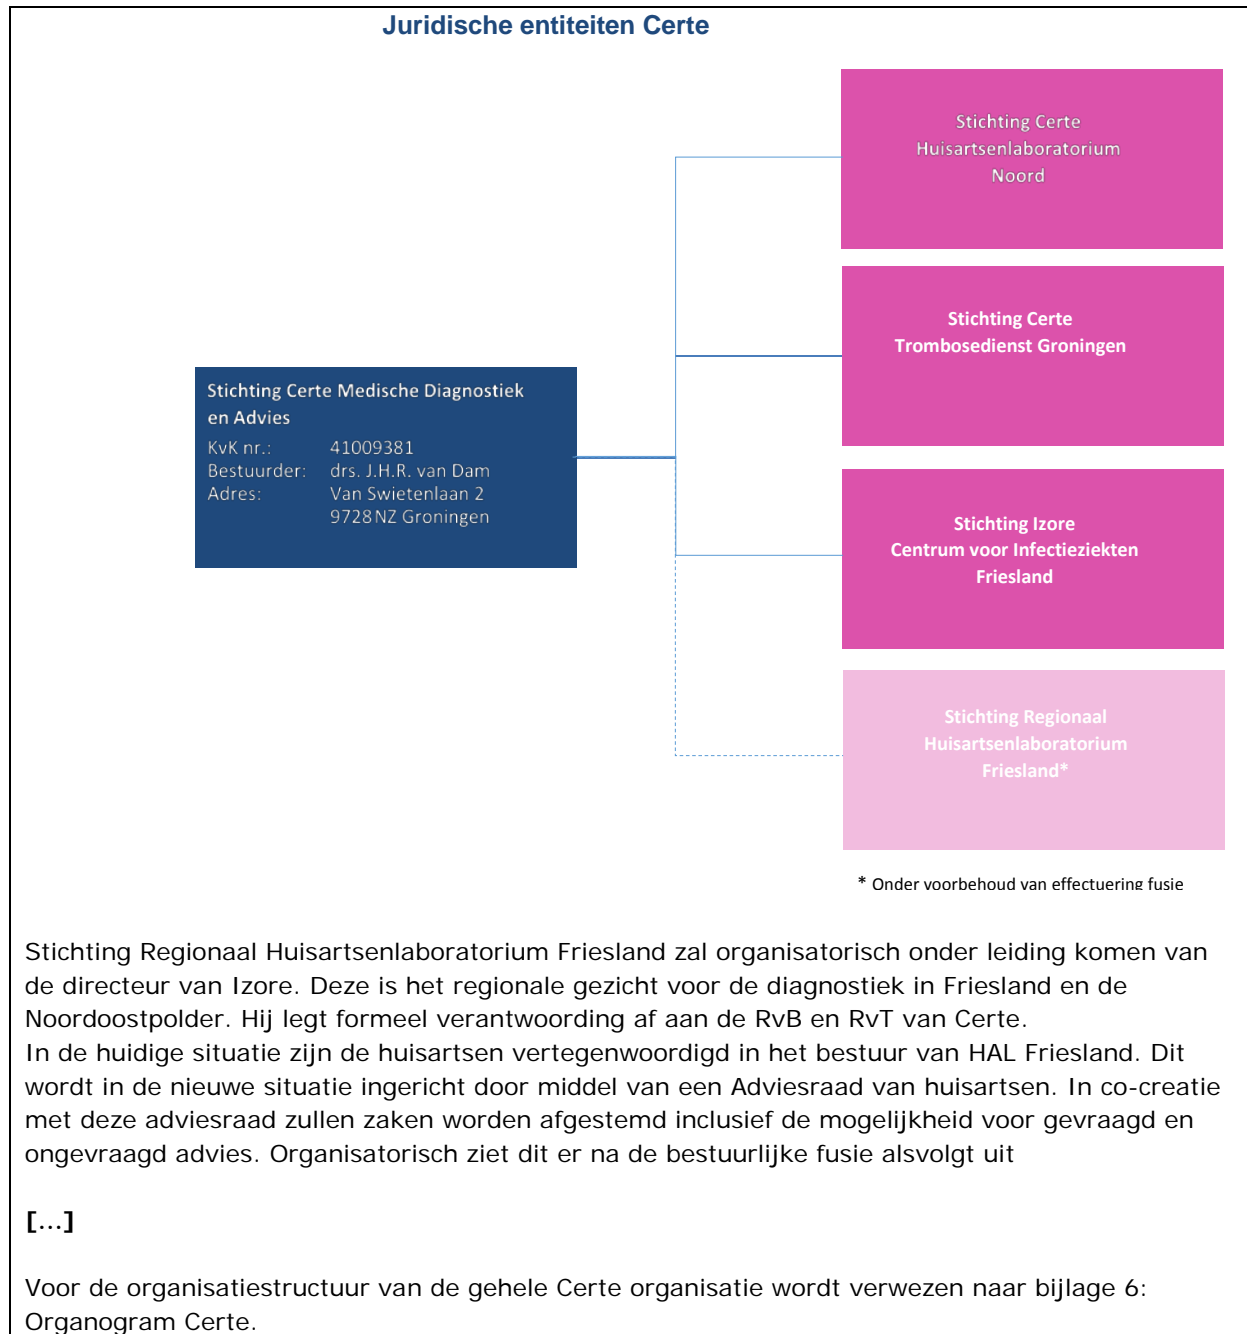 Juridische entiteiten Certe
Stichting Certe
Huisartsenlaboratorium
Noord
Stichting Certe
Trombosedienst Groningen
Stichting Certe Medische Diagnostiek
en Advies
KvK nr.: 41009381
Bestuurder: drs. J.H.R. van Dam
Adres: Van Swietenlaan 2
9728 NZ Groningen
Stichting Izore
Centrum voor Infectieziekten
Friesland
Stichting Regionaal
Huisartsenlaboratorium
Friesland*
* Onder voorbehoud van effectuering fusie
Stichting Regionaal Huisartsenlaboratorium Friesland zal organisatorisch onder leiding komen van
de directeur van Izore. Deze is het regionale gezicht voor de diagnostiek in Friesland en de
Noordoostpolder. Hij legt formeel verantwoording af aan de RvB en RvT van Certe.
In de huidige situatie zijn de huisartsen vertegenwoordigd in het bestuur van HAL Friesland. Dit
wordt in de nieuwe situatie ingericht door middel van een Adviesraad van huisartsen. In co-creatie
met deze adviesraad zullen zaken worden afgestemd inclusief de mogelijkheid voor gevraagd en
ongevraagd advies. Organisatorisch ziet dit er na de bestuurlijke fusie alsvolgt uit
[…]
Voor de organisatiestructuur van de gehele Certe organisatie wordt verwezen naar bijlage 6:
Organogram Certe.